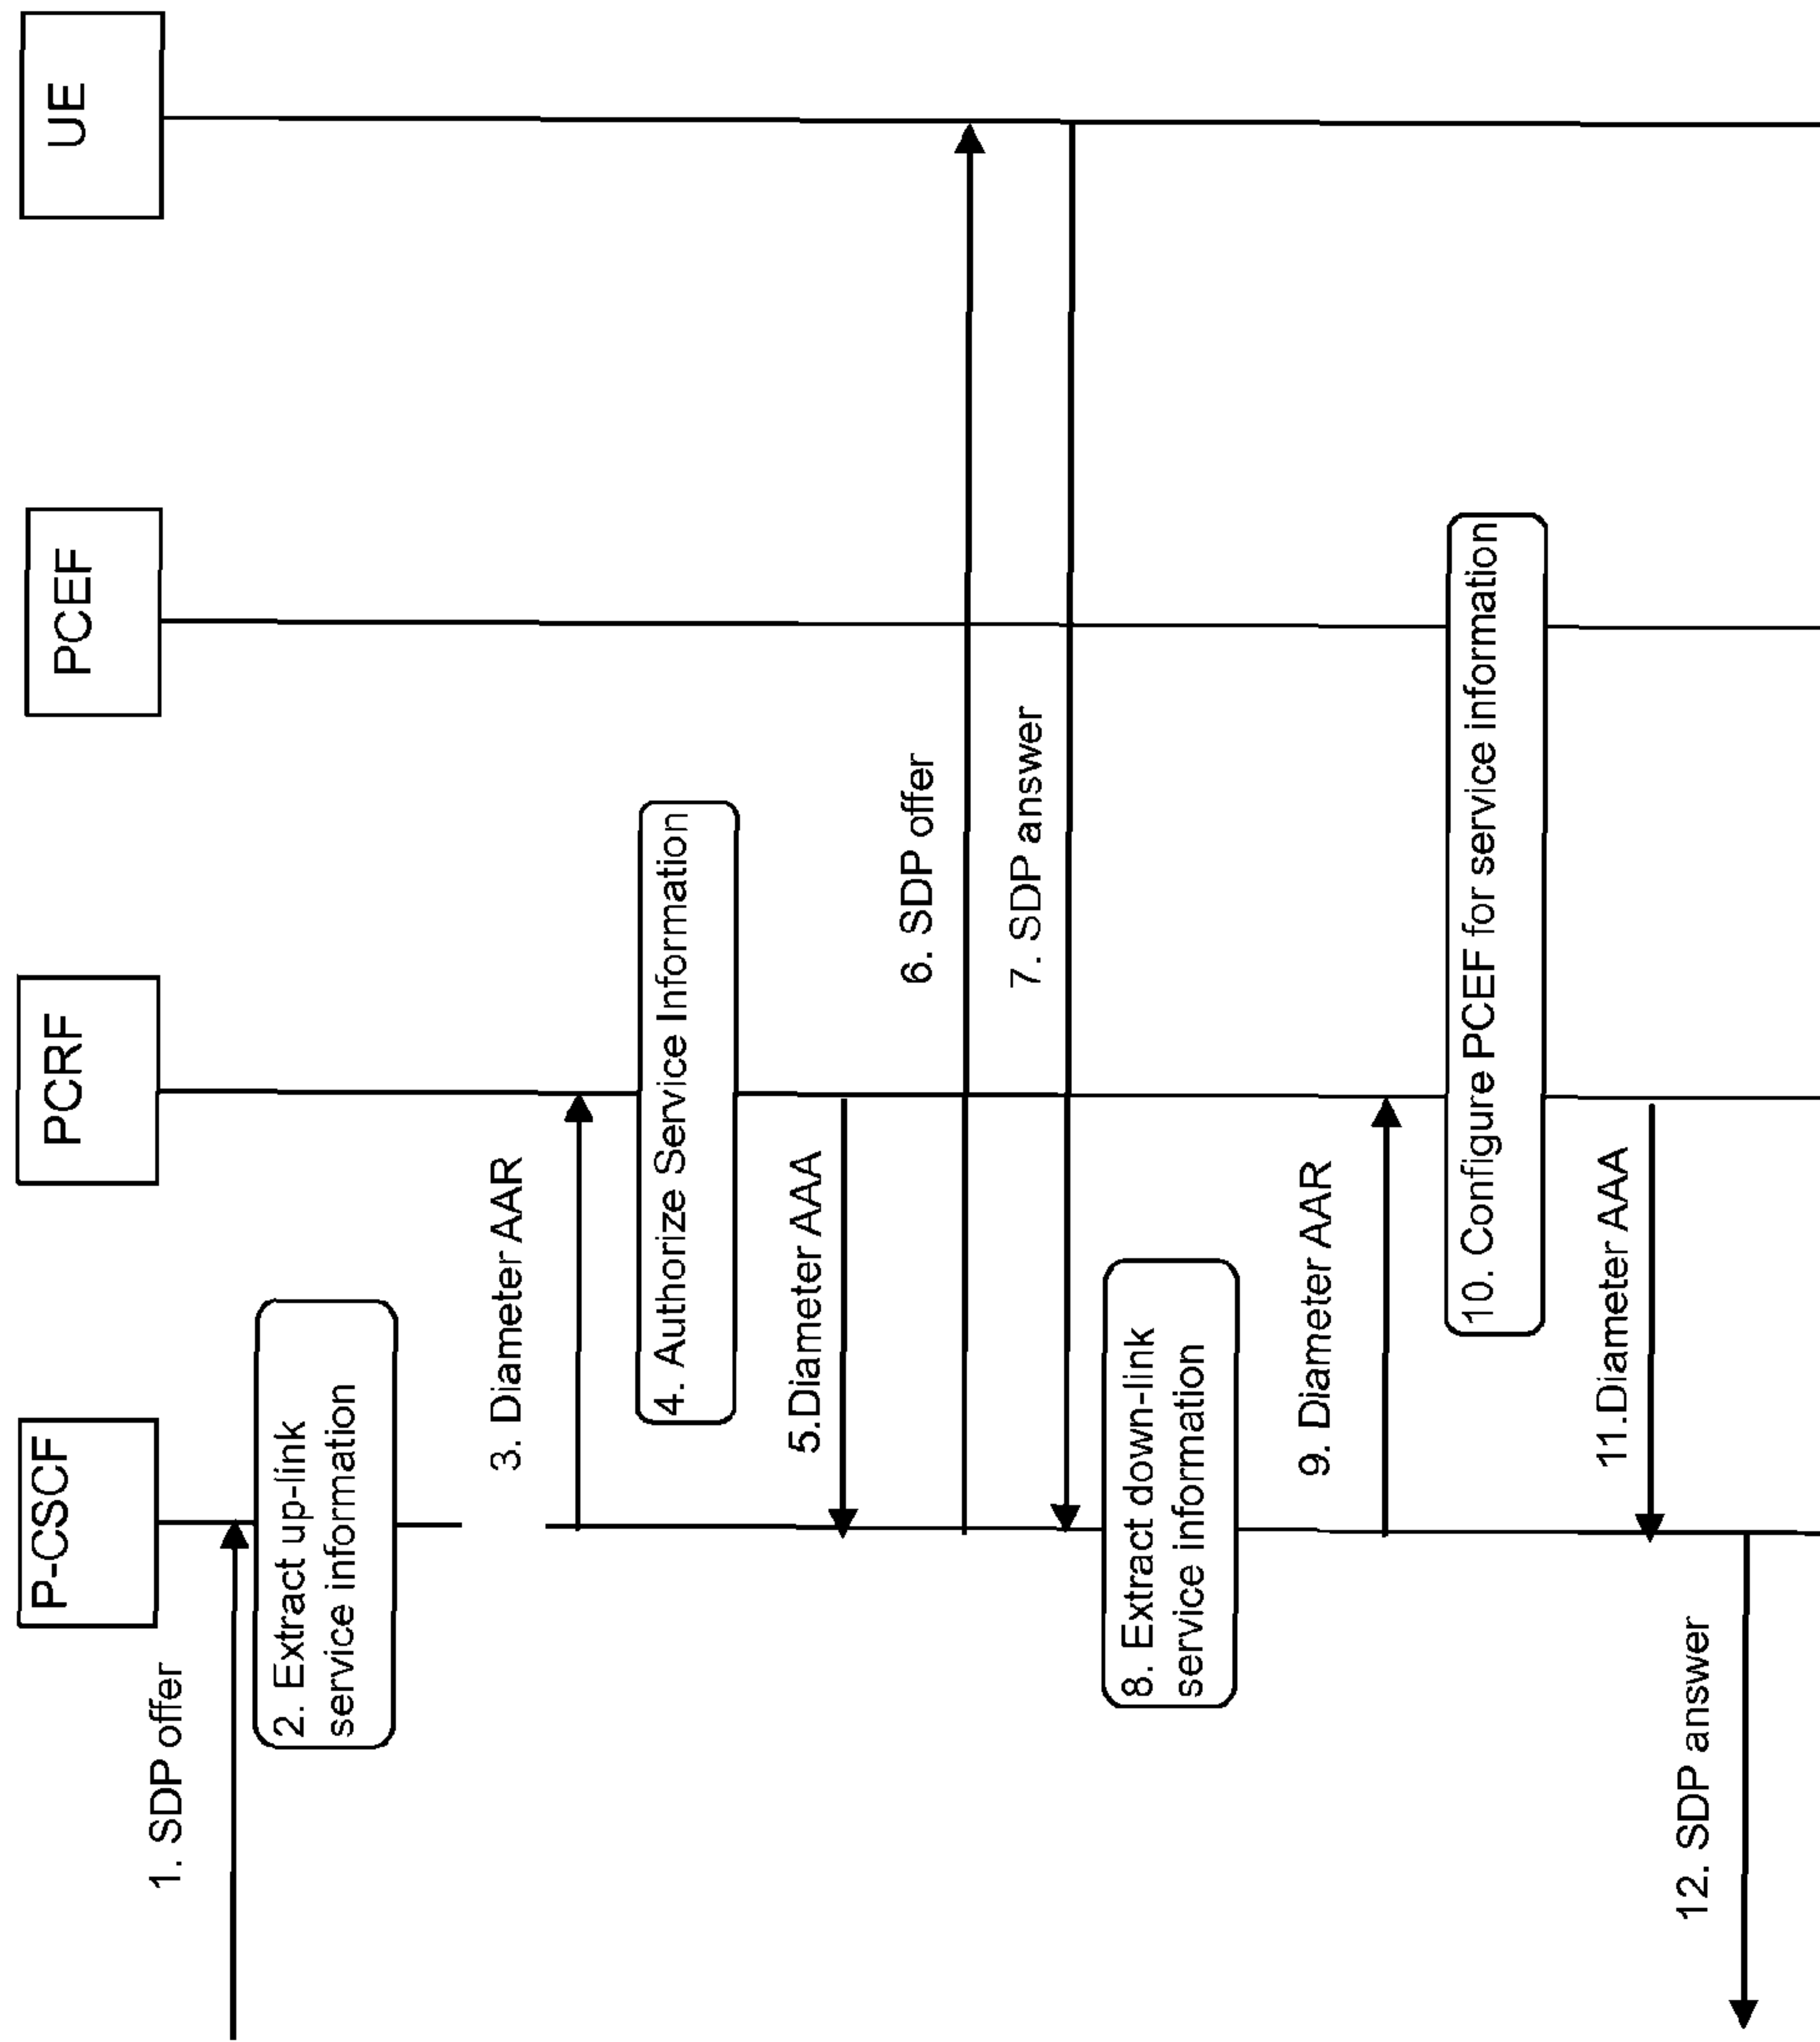 P-CSCF
PCRF
PCEF
UE
1. SDP offer
2. Extract up-link
service information
3. Diameter AAR
4. Authorize Service Information
5.Diameter AAA
6. SDP offer
7. SDP answer
8. Extract down-link
service information
9. Diameter AAR
10. Configure PCEF for service information
11.Diameter AAA
12. SDP answer